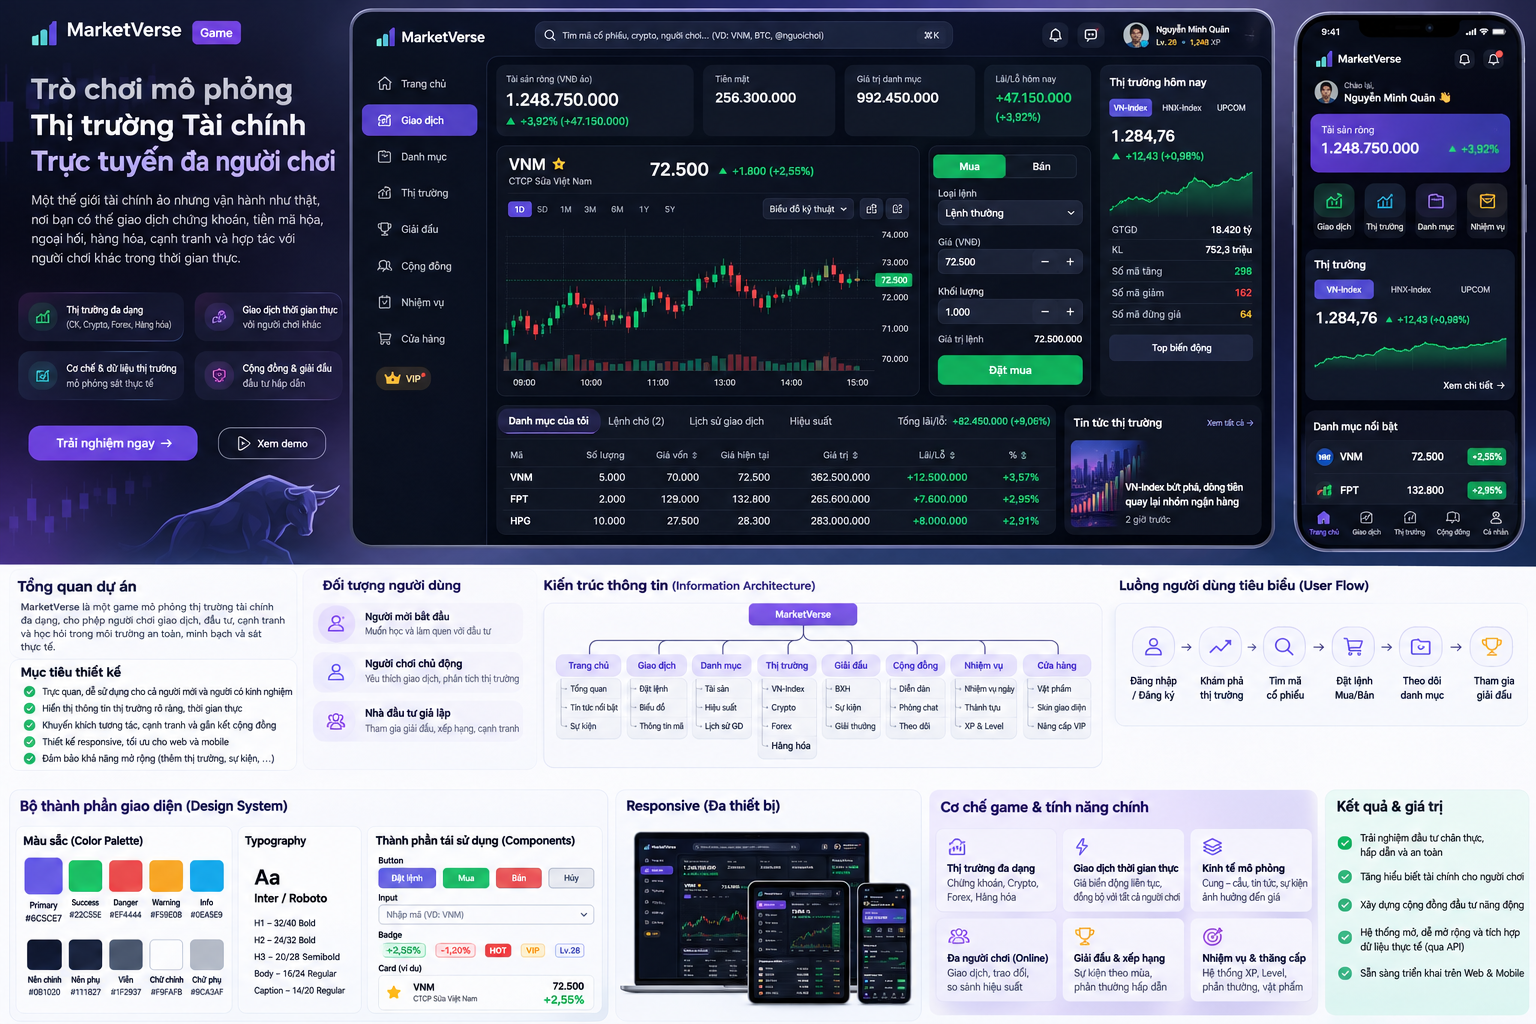 MarketVerse Game
Trò chơi mô phỏng
Thị trường Tài chính
Trực tuyến đa người chơi
Một thế giới tài chính ảo nhưng vận hành như thật,
nơi bạn có thể giao dịch chứng khoán, tiền mã hóa,
ngoại hối, hàng hóa, cạnh tranh và hợp tác với
người chơi khác trong thời gian thực.
Thị trường đa dạng
(CK, Crypto, Forex, Hàng hóa)
Giao dịch thời gian thực
với người chơi khác
Cơ chế & dữ liệu thị trường
mô phỏng sát thực tế
Cộng đồng & giải đấu
đầu tư hấp dẫn
Trải nghiệm ngay →
Xem demo
MarketVerse
Tìm mã cổ phiếu, crypto, người chơi... (VD: VNM, BTC, @nguoichoi)
⌘K
Nguyễn Minh Quân
Lv.28 • 1,248 XP
Trang chủ
Giao dịch
Danh mục
Thị trường
Giải đấu
Cộng đồng
Nhiệm vụ
Cửa hàng
VIP
Tài sản ròng (VNĐ ảo)
1.248.750.000
▲ +3,92% (+47.150.000)
Tiền mặt
256.300.000
Giá trị danh mục
992.450.000
Lãi/Lỗ hôm nay
+47.150.000
(+3,92%)
VNM
CTCP Sữa Việt Nam
72.500 ▲ +1.800 (+2,55%)
1D 5D 1M 3M 6M 1Y 5Y
Biểu đồ kỹ thuật
74.000
73.000
72.500
72.000
71.000
70.000
09:00 10:00 11:00 13:00 14:00 15:00
Mua Bán
Loại lệnh
Lệnh thường
Giá (VNĐ)
72.500 − +
Khối lượng
1.000 − +
Giá trị lệnh 72.500.000
Đặt mua
Thị trường hôm nay
VN-Index HNX-Index UPCOM
1.284,76
▲ +12,43 (+0,98%)
GTGD 18.420 tỷ
KL 752,3 triệu
Số mã tăng 298
Số mã giảm 162
Số mã đứng giá 64
Top biến động
Danh mục của tôi Lệnh chờ (2) Lịch sử giao dịch Hiệu suất Tổng lãi/lỗ: +82.450.000 (+9,06%)
Mã Số lượng Giá vốn Giá hiện tại Giá trị Lãi/Lỗ %
VNM 5.000 70.000 72.500 362.500.000 +12.500.000 +3,57%
FPT 2.000 129.000 132.800 265.600.000 +7.600.000 +2,95%
HPG 10.000 27.500 28.300 283.000.000 +8.000.000 +2,91%
Tin tức thị trường Xem tất cả →
VN-Index bứt phá, dòng tiền
quay lại nhóm ngân hàng
2 giờ trước
9:41
MarketVerse
Chào lại,
Nguyễn Minh Quân 👋
Tài sản ròng
1.248.750.000 ▲ +3,92%
Giao dịch Thị trường Danh mục Nhiệm vụ
Thị trường
VN-Index HNX-Index UPCOM
1.284,76 ▲ +12,43 (+0,98%)
Xem chi tiết →
Danh mục nổi bật
VNM 72.500 +2,55%
FPT 132.800 +2,95%
Trang chủ Giao dịch Thị trường Cộng đồng Cá nhân
Tổng quan dự án
MarketVerse là một game mô phỏng thị trường tài chính
đa dạng, cho phép người chơi giao dịch, đầu tư, cạnh tranh
và học hỏi trong môi trường an toàn, minh bạch và sát
thực tế.
Mục tiêu thiết kế
Trực quan, dễ sử dụng cho cả người mới và người có kinh nghiệm
Hiển thị thông tin thị trường rõ ràng, thời gian thực
Khuyến khích tương tác, cạnh tranh và gắn kết cộng đồng
Thiết kế responsive, tối ưu cho web và mobile
Đảm bảo khả năng mở rộng (thêm thị trường, sự kiện, ...)
Đối tượng người dùng
Người mới bắt đầu
Muốn học và làm quen với đầu tư
Người chơi chủ động
Yêu thích giao dịch, phân tích thị trường
Nhà đầu tư giả lập
Tham gia giải đấu, xếp hạng, cạnh tranh
Kiến trúc thông tin (Information Architecture)
MarketVerse
Trang chủ Giao dịch Danh mục Thị trường Giải đấu Cộng đồng Nhiệm vụ Cửa hàng
Tổng quan Đặt lệnh Tài sản VN-Index BXH Diễn đàn Nhiệm vụ ngày Vật phẩm
Tin tức nổi bật Biểu đồ Hiệu suất Crypto Sự kiện Phòng chat Thành tựu Skin giao diện
Sự kiện Thông tin mã Lịch sử GD Forex Giải thưởng Theo dõi XP & Level Nâng cấp VIP
Hàng hóa
Luồng người dùng tiêu biểu (User Flow)
Đăng nhập
/ Đăng ký
Khám phá
thị trường
Tìm mã
cổ phiếu
Đặt lệnh
Mua/Bán
Theo dõi
danh mục
Tham gia
giải đấu
Bộ thành phần giao diện (Design System)
Màu sắc (Color Palette)
Primary Success Danger Warning Info
#6C5CE7 #22C55E #EF4444 #F59E0B #0EA5E9
Nền chính Nền phụ Viền Chữ chính Chữ phụ
#0B1020 #111827 #1F2937 #F9FAFB #9CA3AF
Typography
Aa
Inter / Roboto
H1 – 32/40 Bold
H2 – 24/32 Bold
H3 – 20/28 Semibold
Body – 16/24 Regular
Caption – 14/20 Regular
Thành phần tái sử dụng (Components)
Button
Đặt lệnh Mua Bán Hủy
Input
Nhập mã (VD: VNM)
Badge
+2,55% -1,20% HOT VIP Lv.28
Card (ví dụ)
VNM 72.500
CTCP Sữa Việt Nam +2,55%
Responsive (Đa thiết bị)
Cơ chế game & tính năng chính
Thị trường đa dạng
Chứng khoán, Crypto,
Forex, Hàng hóa
Giao dịch thời gian thực
Giá biến động liên tục,
đồng bộ với tất cả người chơi
Kinh tế mô phỏng
Cung – cầu, tin tức, sự kiện
ảnh hưởng đến giá
Đa người chơi (Online)
Giao dịch, trao đổi,
so sánh hiệu suất
Giải đấu & xếp hạng
Sự kiện theo mùa,
phần thưởng hấp dẫn
Nhiệm vụ & thăng cấp
Hệ thống XP, Level,
phần thưởng, vật phẩm
Kết quả & giá trị
Trải nghiệm đầu tư chân thực,
hấp dẫn và an toàn
Tăng hiểu biết tài chính cho người chơi
Xây dựng cộng đồng đầu tư năng động
Hệ thống mở, dễ mở rộng và tích hợp
dữ liệu thực tế (qua API)
Sẵn sàng triển khai trên Web & Mobile